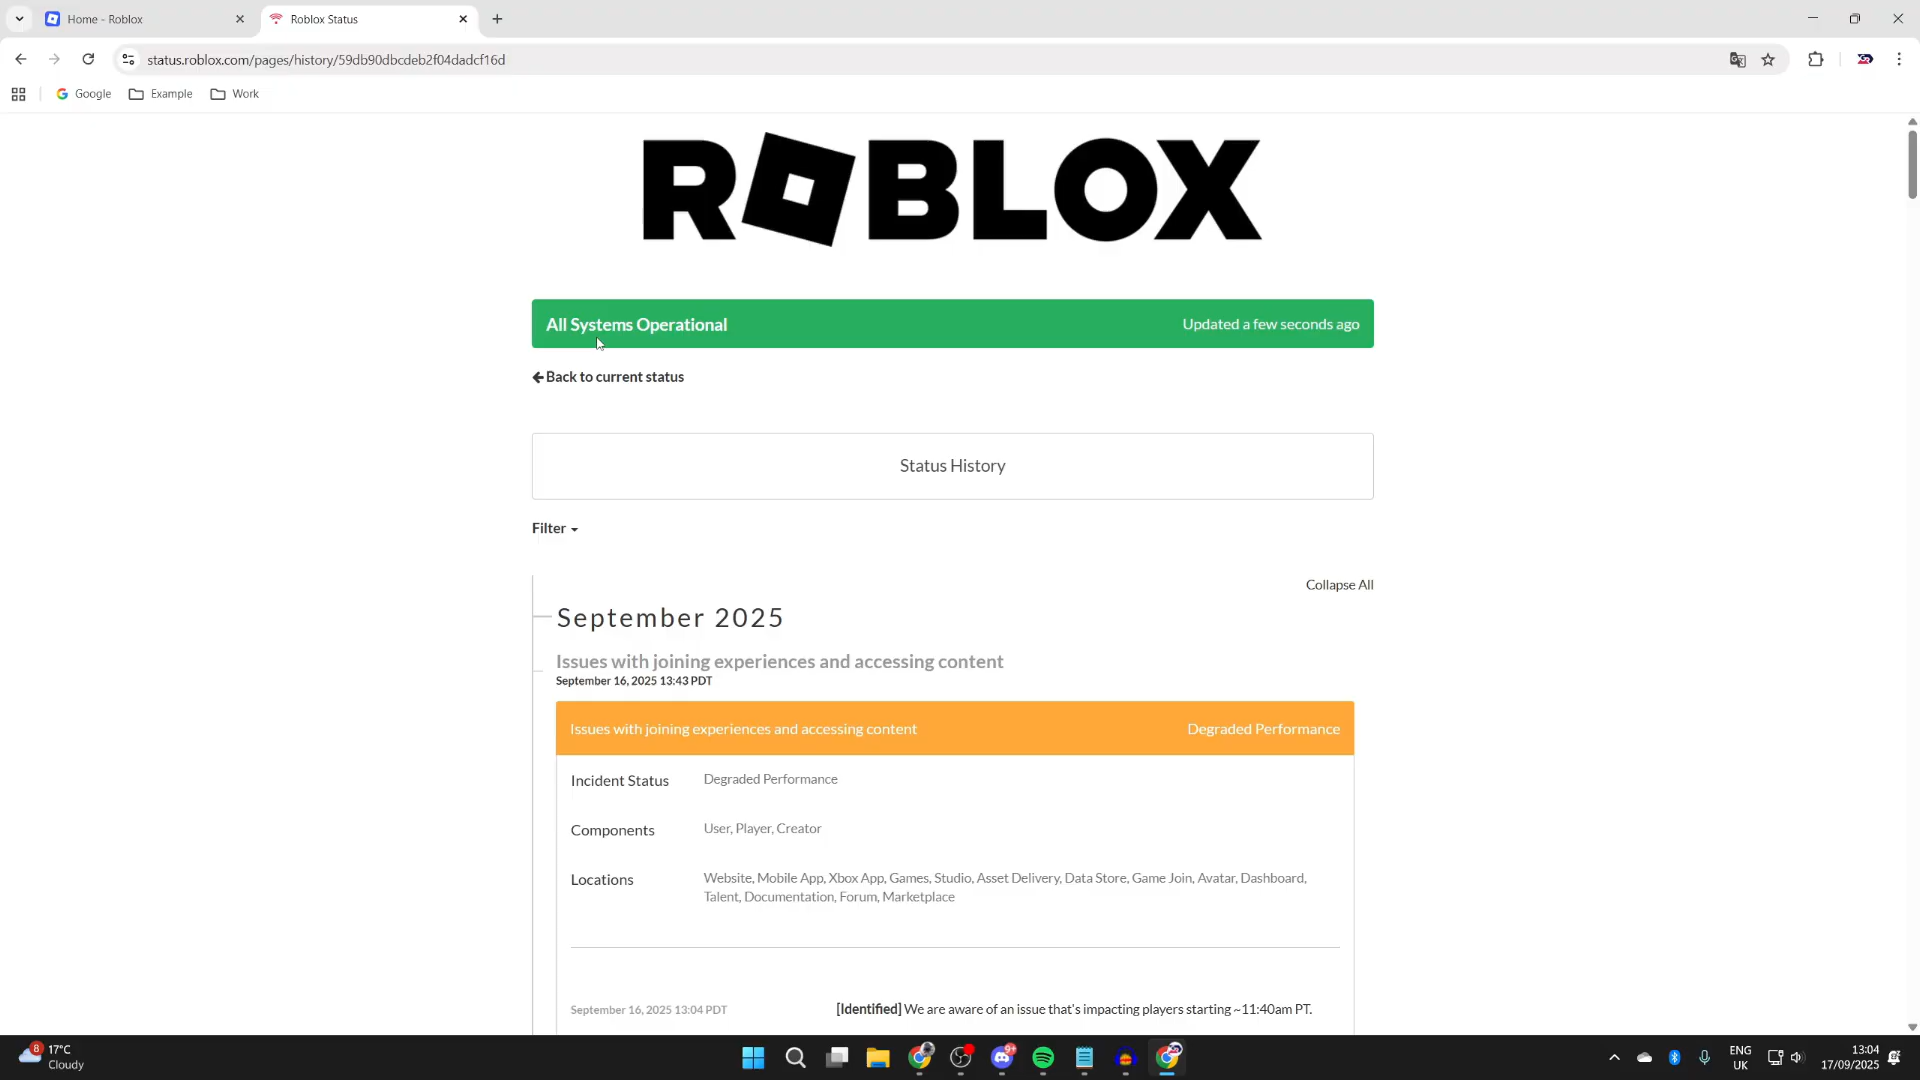 Home - Roblox
Roblox Status
status.roblox.com/pages/history/59db90dbcdeb2f04dadcf16d
Google
Example
Work
ROBLOX
All Systems Operational
Updated a few seconds ago
Back to current status
Status History
Filter
Collapse All
September 2025
Issues with joining experiences and accessing content
September 16, 2025 13:43 PDT
Issues with joining experiences and accessing content
Degraded Performance
Incident Status
Degraded Performance
Components
User, Player, Creator
Locations
Website, Mobile App, Xbox App, Games, Studio, Asset Delivery, Data Store, Game Join, Avatar, Dashboard,
Talent, Documentation, Forum, Marketplace
September 16, 2025 13:04 PDT
[Identified] We are aware of an issue that's impacting players starting ~11:40am PT.
8
17°C
Cloudy
9+
ENG
UK
13:04
17/09/2025